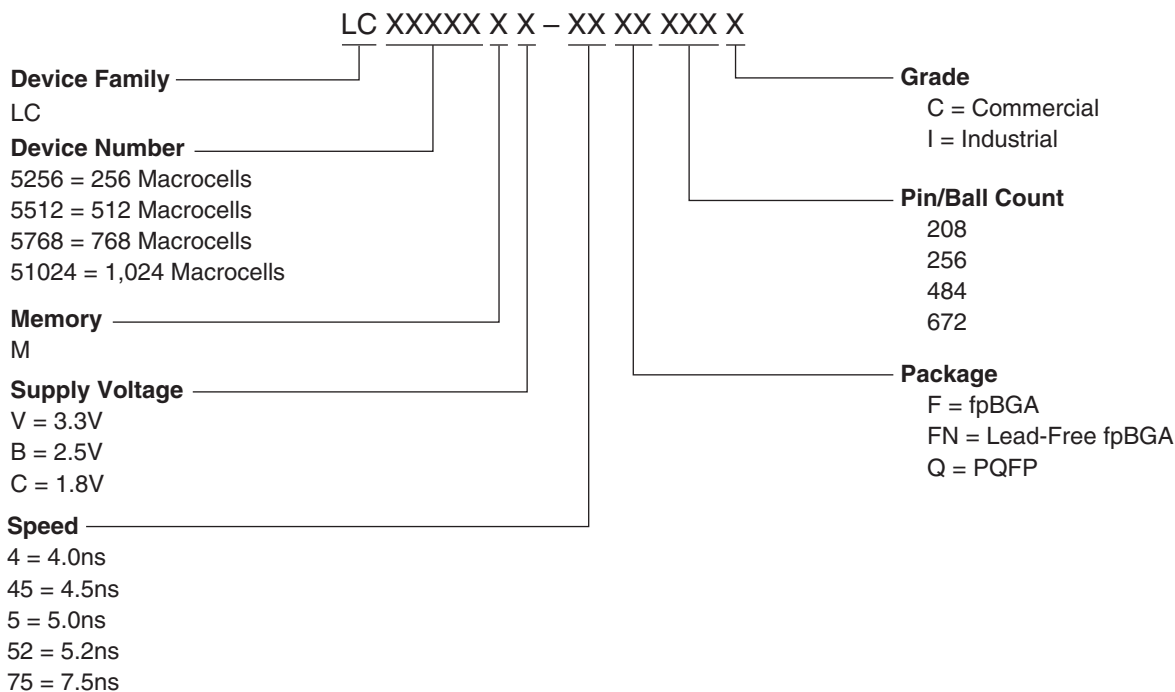 LC XXXXX X X – XX XX XXX X
Device Family
LC
Device Number
5256 = 256 Macrocells
5512 = 512 Macrocells
5768 = 768 Macrocells
51024 = 1,024 Macrocells
Memory
M
Supply Voltage
V = 3.3V
B = 2.5V
C = 1.8V
Speed
4 = 4.0ns
45 = 4.5ns
5 = 5.0ns
52 = 5.2ns
75 = 7.5ns
Grade
C = Commercial
I = Industrial
Pin/Ball Count
208
256
484
672
Package
F = fpBGA
FN = Lead-Free fpBGA
Q = PQFP